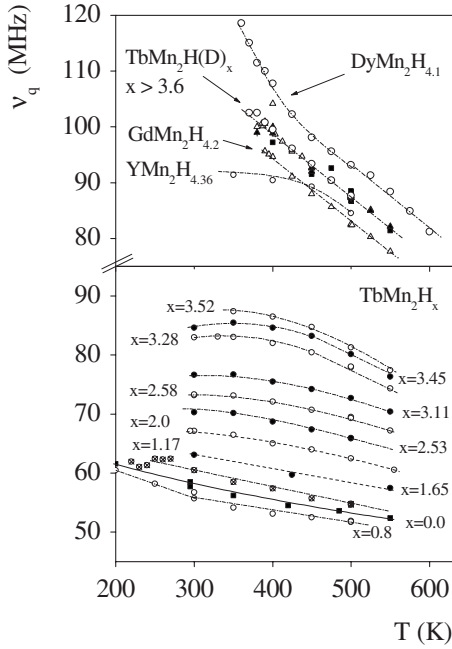 ν_q (MHz)
120
110
100
90
80
TbMn₂H(D)ₓ
x > 3.6
DyMn₂H₄.₁
GdMn₂H₄.₂
YMn₂H₄.₃₆
90
80
70
60
50
TbMn₂Hₓ
x=3.52
x=3.28
x=2.58
x=2.0
x=1.17
x=3.45
x=3.11
x=2.53
x=1.65
x=0.0
x=0.8
200 300 400 500 600
T (K)